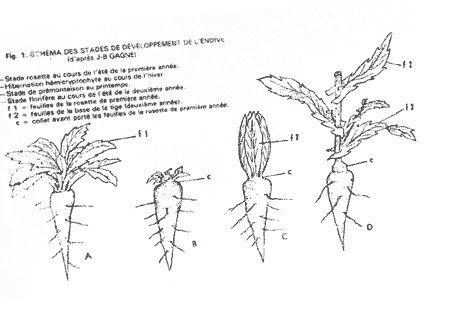 Fig. 1. SCHÉMA DES STADES DE DÉVELOPPEMENT DE L'ENDIVE
(d'après J-B GAGNE)
—Stade rosette au cours de l'été de la première année.
—Hibernation hémicryptophyte au cours de l'hiver.
—Stade de prémontaison au printemps.
—Stade florifère au cours de l'été de la deuxième année.
f 1 = feuilles de la rosette de première année.
f 2 = feuilles de la base de la tige (deuxième année).
c = collet ayant porté les feuilles de la rosette de première année.
f 1
c
f2
c
f 2
f 2
c
A
B
C
D